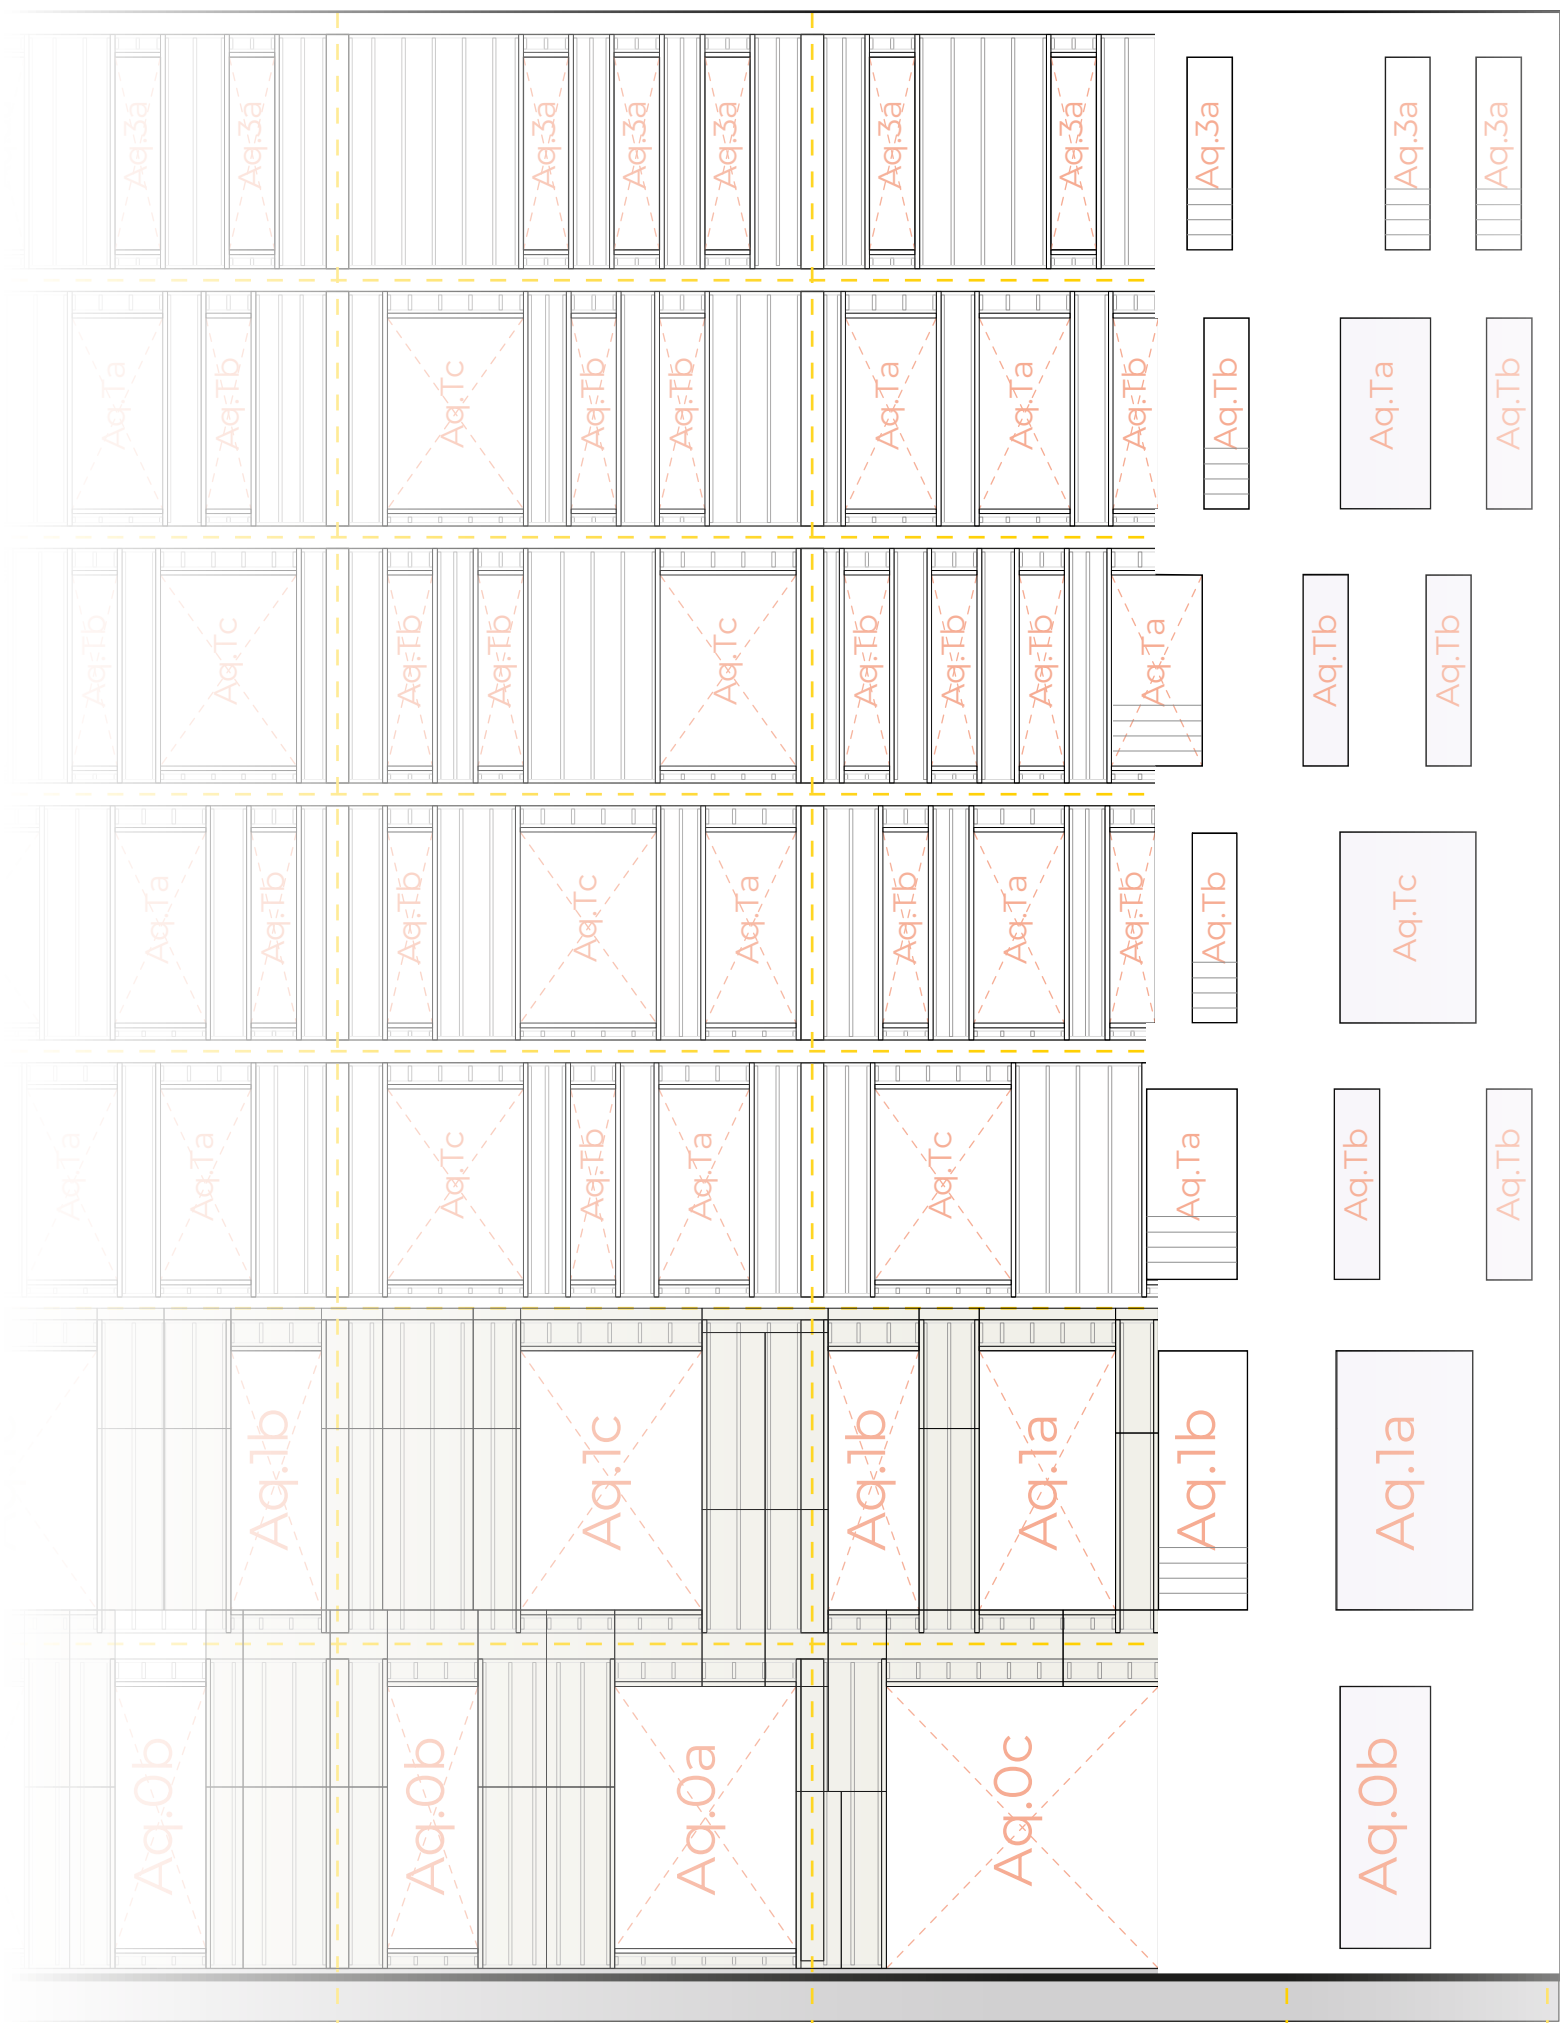 Aq.3a Aq.3a Aq.3a Aq.3a Aq.3a Aq.3a Aq.3a Aq.3a Aq.3a Aq.3a
Aq.Ta Aq.Tb Aq.Tc Aq.Tb Aq.Tb Aq.Ta Aq.Ta Aq.Tb Aq.Tb Aq.Ta Aq.Tb
Aq.Tb Aq.Tc Aq.Tb Aq.Tb Aq.Tc Aq.Tb Aq.Tb Aq.Tb Aq.Ta Aq.Tb Aq.Tb
Aq.Ta Aq.Tb Aq.Tb Aq.Tc Aq.Ta Aq.Tb Aq.Ta Aq.Tb Aq.Tb Aq.Tc
Aq.Ta Aq.Ta Aq.Tc Aq.Tb Aq.Ta Aq.Tc Aq.Ta Aq.Tb Aq.Tb
Aq.1b Aq.1c Aq.1b Aq.1a Aq.1b Aq.1a
Aq.0b Aq.0b Aq.0a Aq.0c Aq.0b